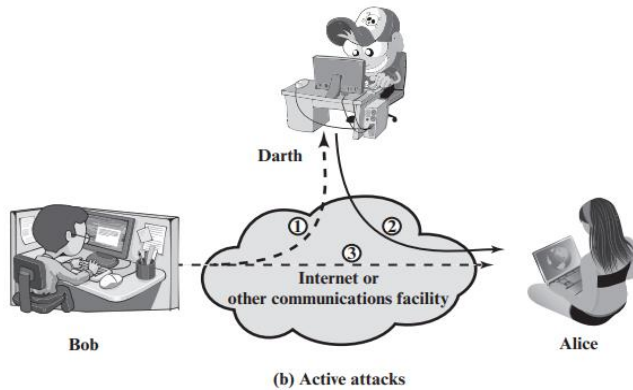 Darth
①
②
③
Internet or
other communications facility
Bob
Alice
(b) Active attacks